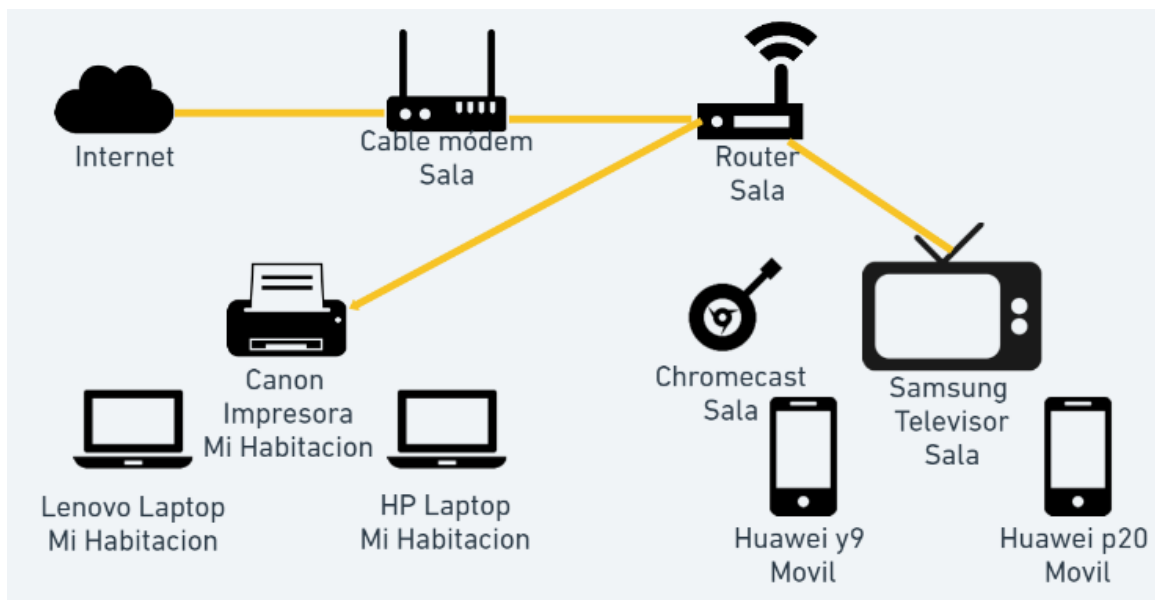 Internet
Cable módem
Sala
Router
Sala
Canon
Impresora
Mi Habitacion
Chromecast
Sala
Samsung
Televisor
Sala
Lenovo Laptop
Mi Habitacion
HP Laptop
Mi Habitacion
Huawei y9
Movil
Huawei p20
Movil